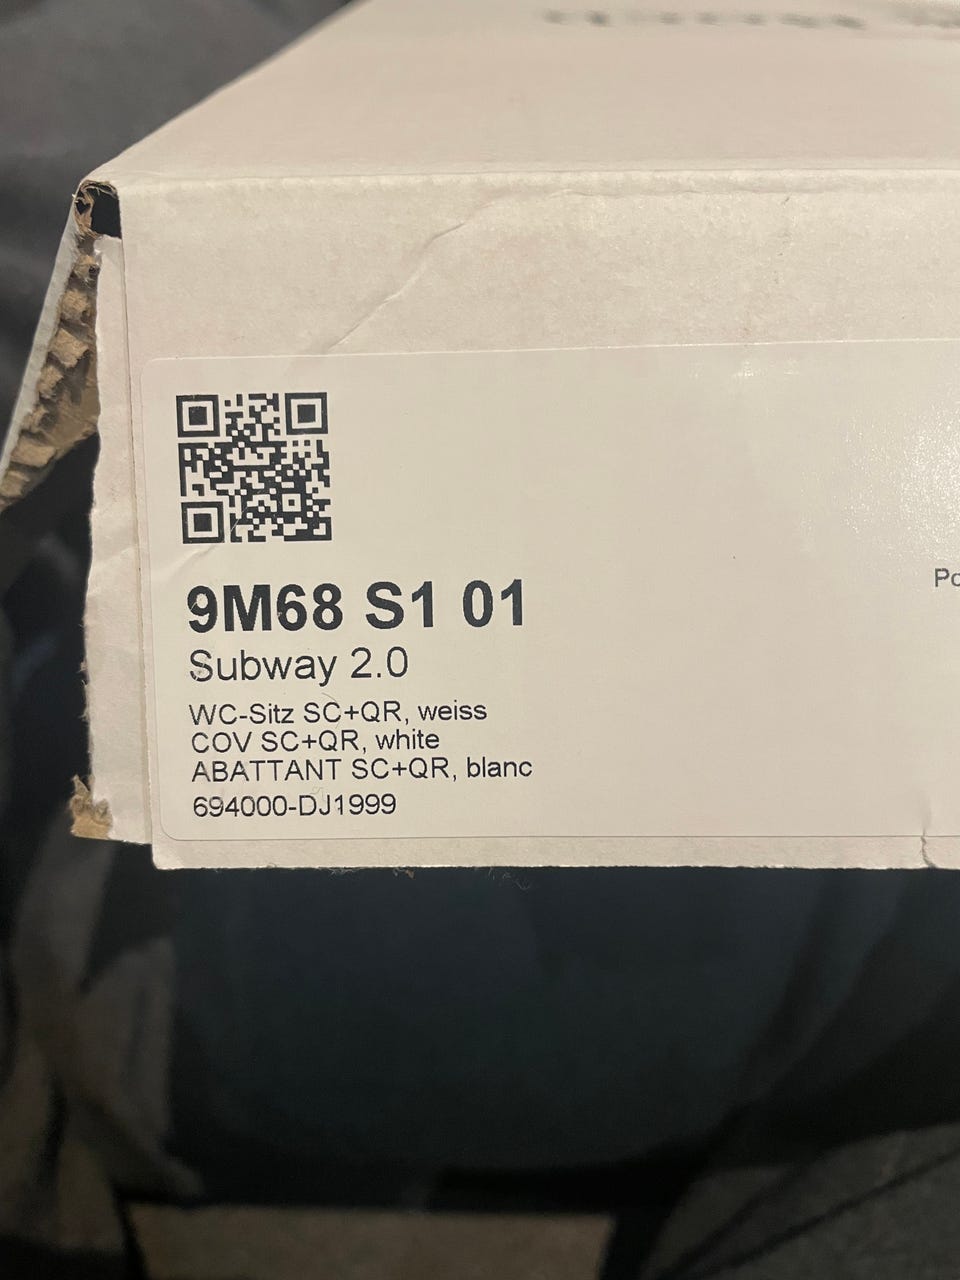 9M68 S1 01
Subway 2.0
WC-Sitz SC+QR, weiss
COV SC+QR, white
ABATTANT SC+QR, blanc
694000-DJ1999